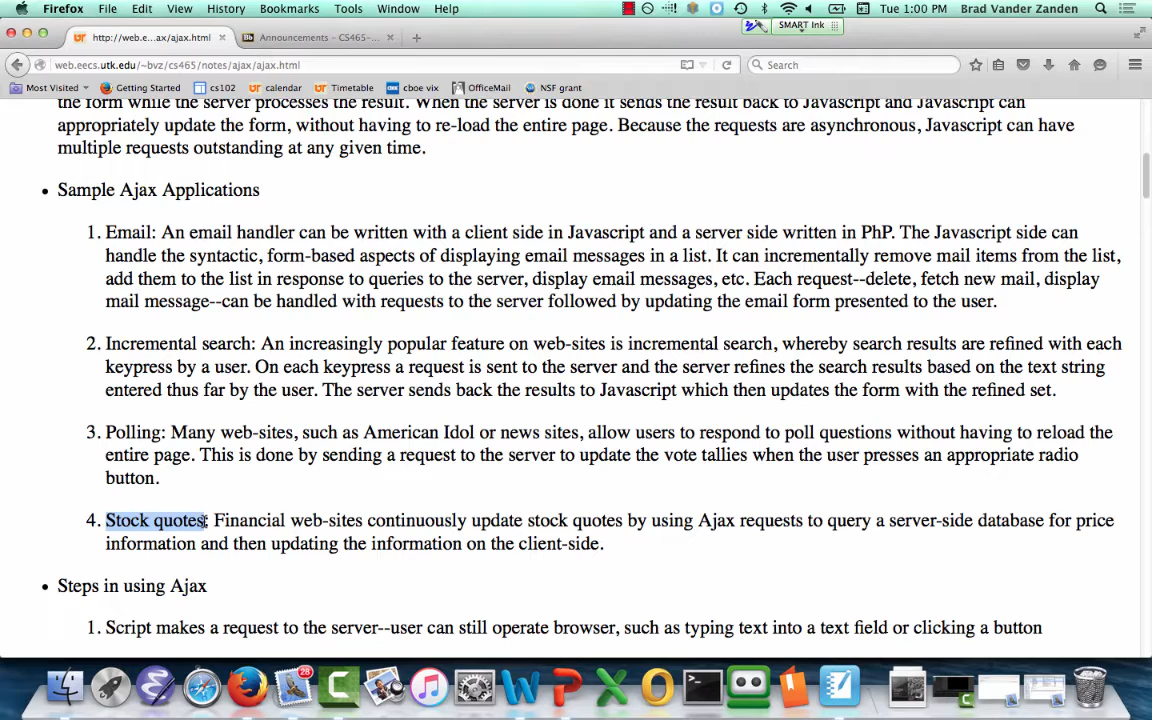 Firefox File Edit View History Bookmarks Tools Window Help Tue 1:00 PM Brad Vander Zanden
SMART Ink
http://web.e...ax/ajax.html Announcements – CS465-...
web.eecs.utk.edu/~bvz/cs465/notes/ajax/ajax.html Search
Most Visited Getting Started cs102 calendar Timetable cboe vix OfficeMail NSF grant
the form while the server processes the result. When the server is done it sends the result back to Javascript and Javascript can
appropriately update the form, without having to re-load the entire page. Because the requests are asynchronous, Javascript can have
multiple requests outstanding at any given time.
• Sample Ajax Applications
1. Email: An email handler can be written with a client side in Javascript and a server side written in PhP. The Javascript side can
handle the syntactic, form-based aspects of displaying email messages in a list. It can incrementally remove mail items from the list,
add them to the list in response to queries to the server, display email messages, etc. Each request--delete, fetch new mail, display
mail message--can be handled with requests to the server followed by updating the email form presented to the user.
2. Incremental search: An increasingly popular feature on web-sites is incremental search, whereby search results are refined with each
keypress by a user. On each keypress a request is sent to the server and the server refines the search results based on the text string
entered thus far by the user. The server sends back the results to Javascript which then updates the form with the refined set.
3. Polling: Many web-sites, such as American Idol or news sites, allow users to respond to poll questions without having to reload the
entire page. This is done by sending a request to the server to update the vote tallies when the user presses an appropriate radio
button.
4. Stock quotes: Financial web-sites continuously update stock quotes by using Ajax requests to query a server-side database for price
information and then updating the information on the client-side.
• Steps in using Ajax
1. Script makes a request to the server--user can still operate browser, such as typing text into a text field or clicking a button
28